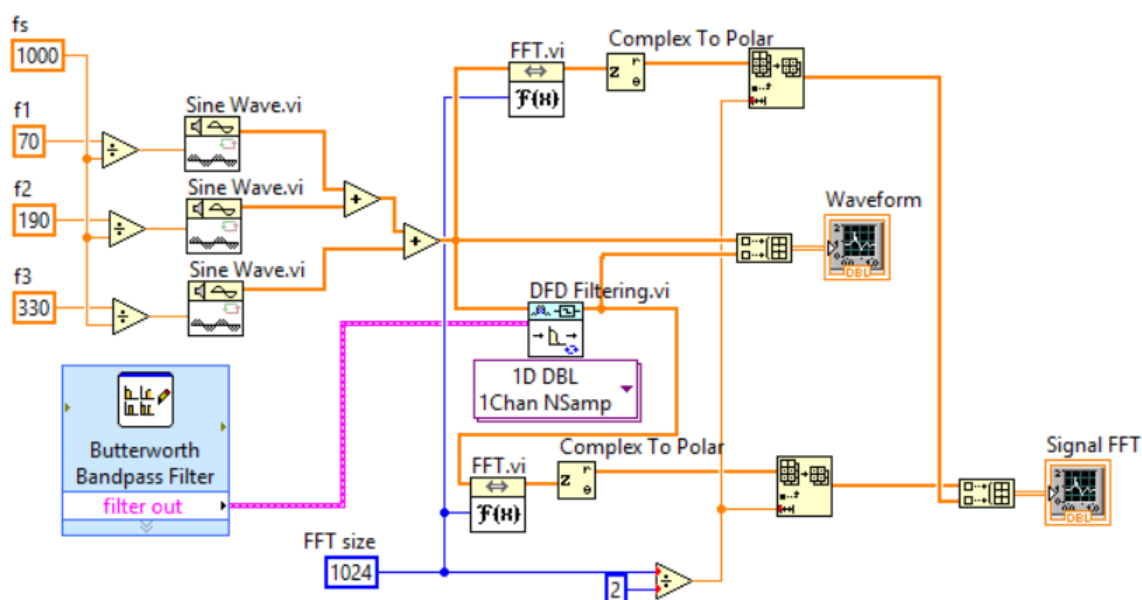 fs
1000
f1
70
f2
190
f3
330
Sine Wave.vi
Sine Wave.vi
Sine Wave.vi
FFT.vi
F(x)
Complex To Polar
z
r
θ
Waveform
DBL
DFD Filtering.vi
1D DBL
1Chan NSamp
Butterworth
Bandpass Filter
filter out
FFT.vi
F(x)
Complex To Polar
z
r
θ
Signal FFT
DBL
FFT size
1024
2